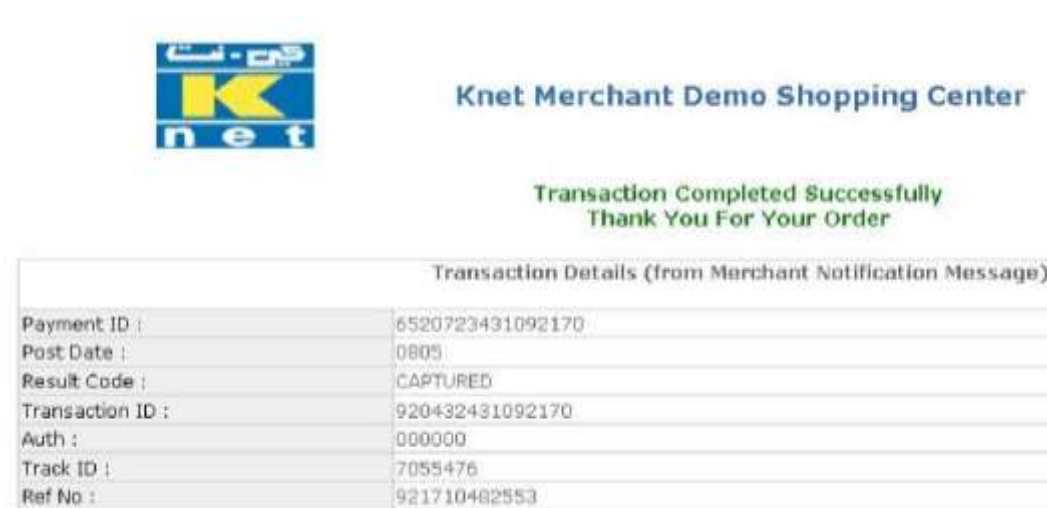 كي - نت
K
net
Knet Merchant Demo Shopping Center
Transaction Completed Successfully
Thank You For Your Order
Transaction Details (from Merchant Notification Message)
Payment ID : 6520723431092170
Post Date : 0805
Result Code : CAPTURED
Transaction ID : 920432431092170
Auth : 000000
Track ID : 7055476
Ref No : 921710482553